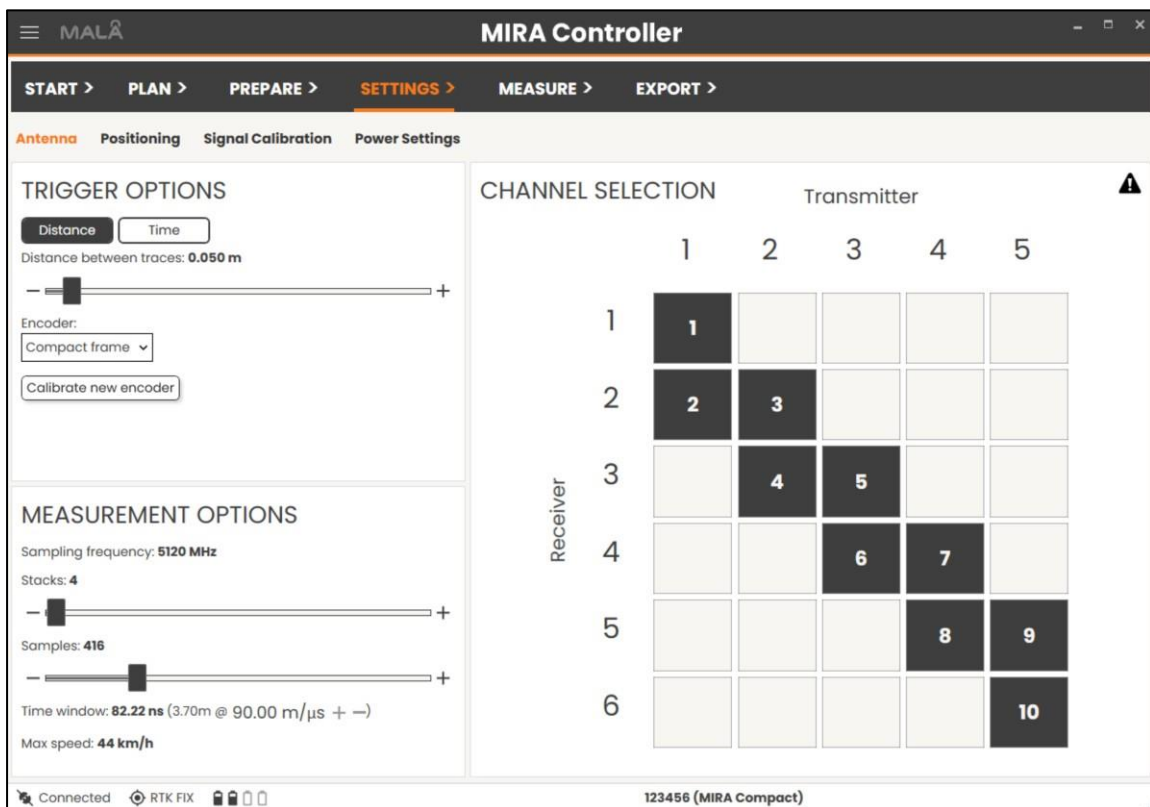 MALÅ MIRA Controller
START > PLAN > PREPARE > SETTINGS > MEASURE > EXPORT >
Antenna Positioning Signal Calibration Power Settings
TRIGGER OPTIONS
Distance Time
Distance between traces: 0.050 m
− +
Encoder:
Compact frame
Calibrate new encoder
MEASUREMENT OPTIONS
Sampling frequency: 5120 MHz
Stacks: 4
− +
Samples: 416
− +
Time window: 82.22 ns (3.70m @ 90.00 m/µs + −)
Max speed: 44 km/h
CHANNEL SELECTION
Transmitter
1 2 3 4 5
Receiver
1 1
2 2 3
3 4 5
4 6 7
5 8 9
6 10
Connected RTK FIX 123456 (MIRA Compact)